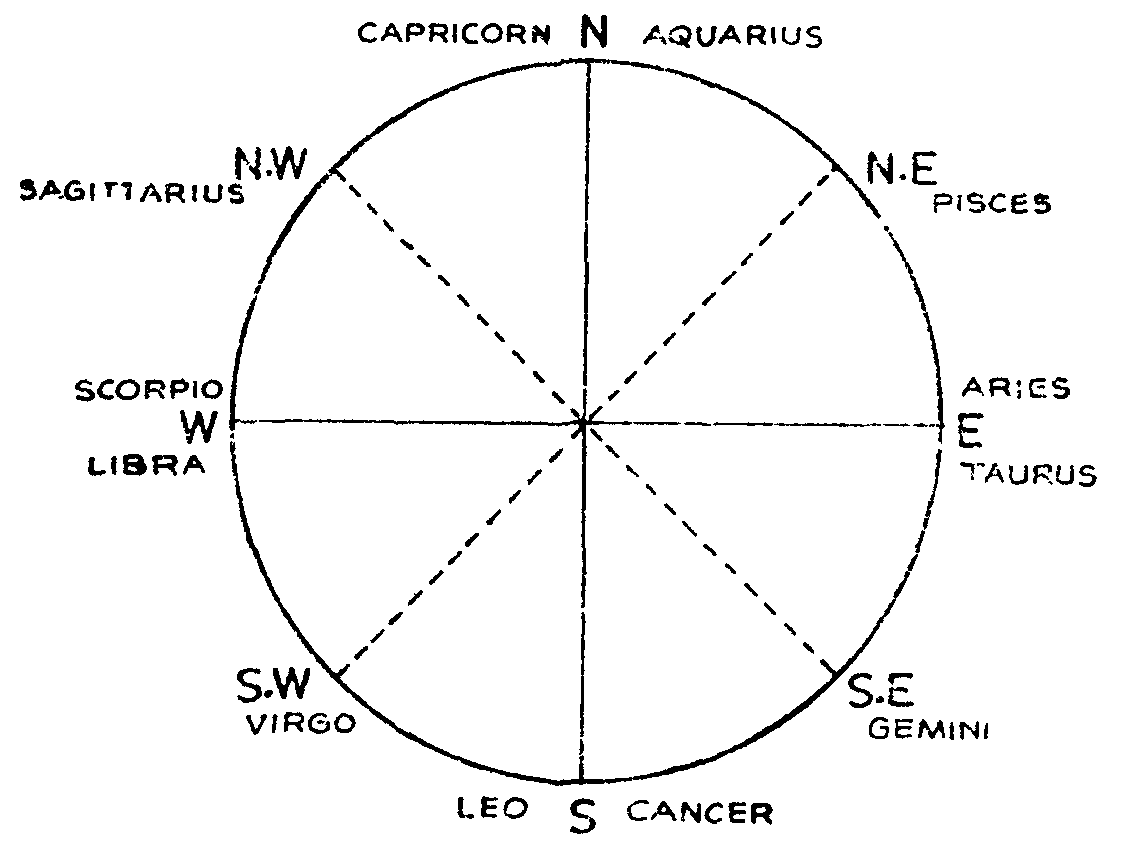 CAPRICORN N AQUARIUS
N.W
N.E
SAGITTARIUS
PISCES
SCORPIO
ARIES
W
E
LIBRA
TAURUS
S.W
S.E
VIRGO
GEMINI
LEO S CANCER